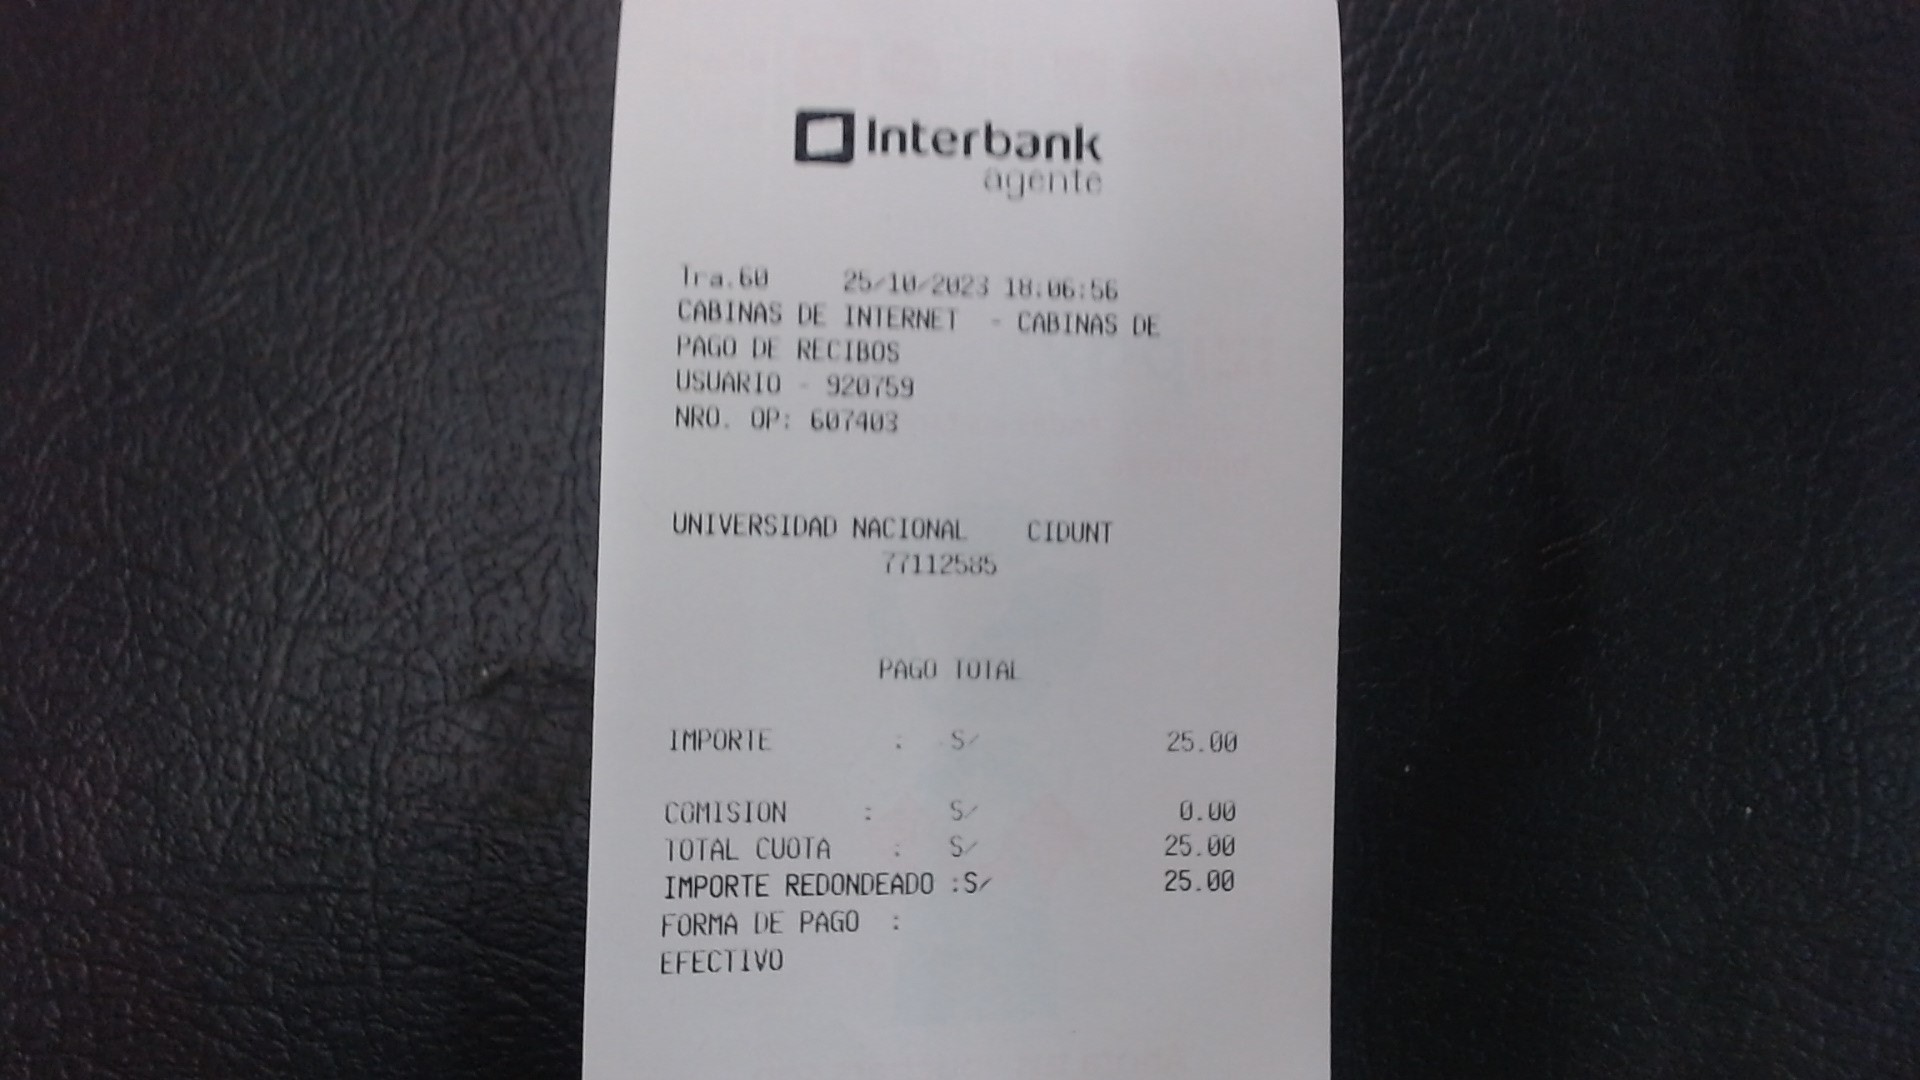 Interbank
agente
Tra.60 25/10/2023 18:06:56
CABINAS DE INTERNET - CABINAS DE
PAGO DE RECIBOS
USUARIO - 920759
NRO. OP: 607403
UNIVERSIDAD NACIONAL CIDUNT
77112585
PAGO TOTAL
IMPORTE : S/ 25.00
COMISION : S/ 0.00
TOTAL CUOTA : S/ 25.00
IMPORTE REDONDEADO :S/ 25.00
FORMA DE PAGO :
EFECTIVO